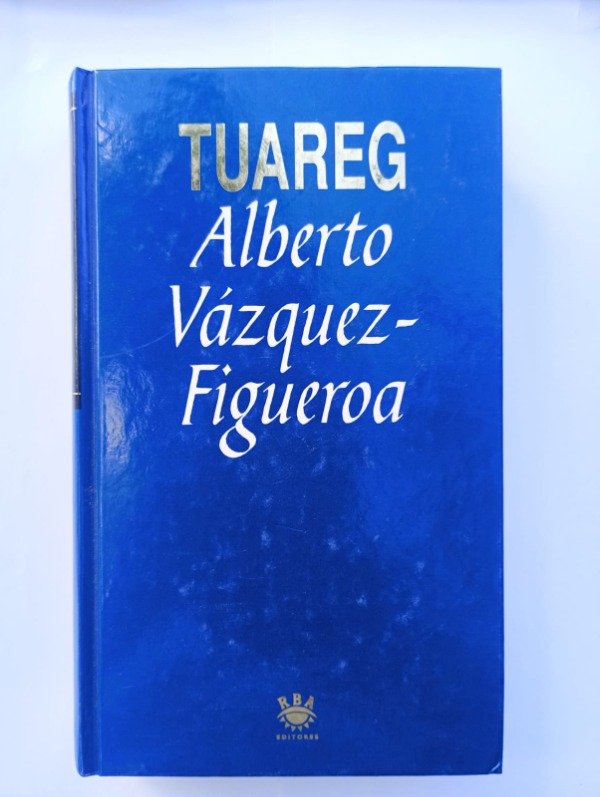 TUAREG
Alberto
Vázquez-
Figueroa
RBA
EDITORES